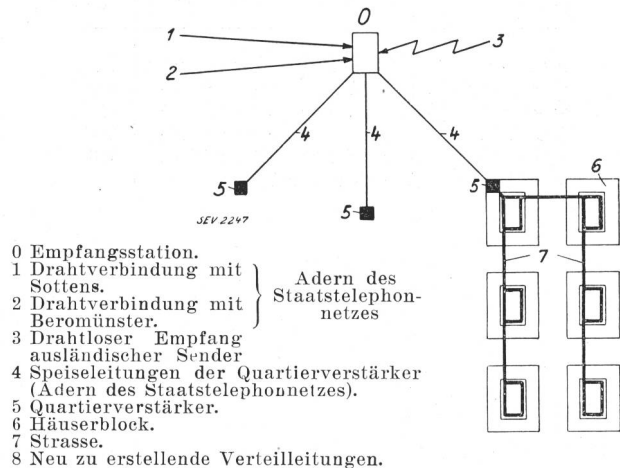 0
1
2
3
4
4
4
5
5
5
6
7
SEV 2247
0 Empfangsstation.
1 Drahtverbindung mit
Sottens.
2 Drahtverbindung mit
Beromünster.
Adern des
Staatstelephon-
netzes
3 Drahtloser Empfang
ausländischer Sender
4 Speiseleitungen der Quartierverstärker
(Adern des Staatstelephonnetzes).
5 Quartierverstärker.
6 Häuserblock.
7 Strasse.
8 Neu zu erstellende Verteilleitungen.